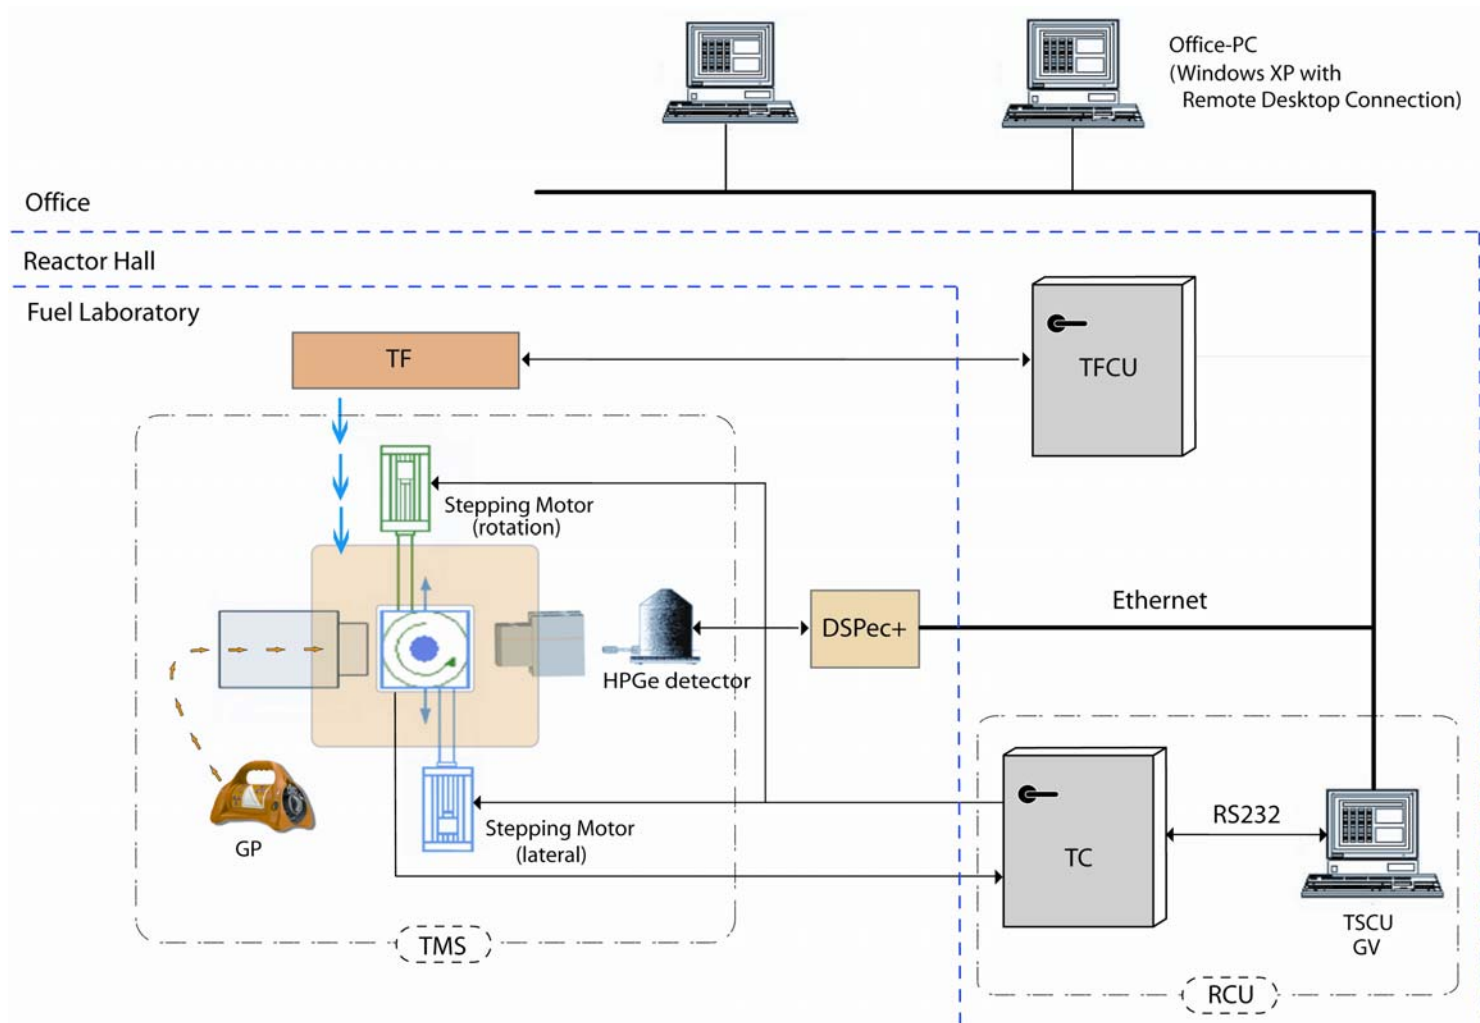 Office-PC
(Windows XP with
Remote Desktop Connection)
Office
Reactor Hall
Fuel Laboratory
TF
TFCU
Stepping Motor
(rotation)
Ethernet
DSPec+
HPGe detector
RS232
Stepping Motor
(lateral)
GP
TC
TSCU
GV
TMS
RCU